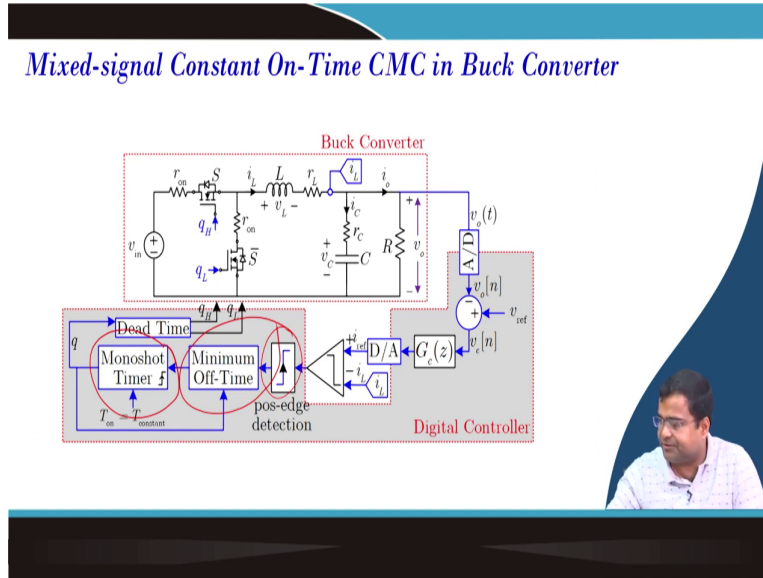 Mixed-signal Constant On-Time CMC in Buck Converter
Buck Converter
r_on S i_L L r_L i_L i_o
+ v_L −
i_C
q_H r_on r_C
v_in + − S̄ + v_C − C R + v_o −
q_L
v_o(t)
A/D
v_o[n]
− + v_ref
v_e[n]
G_c(z)
D/A
+i_ref
−i_L
i_L
q_H q_L
Dead Time
q
Monoshot
Timer
Minimum
Off-Time
pos-edge
detection
T_on = T_constant
Digital Controller